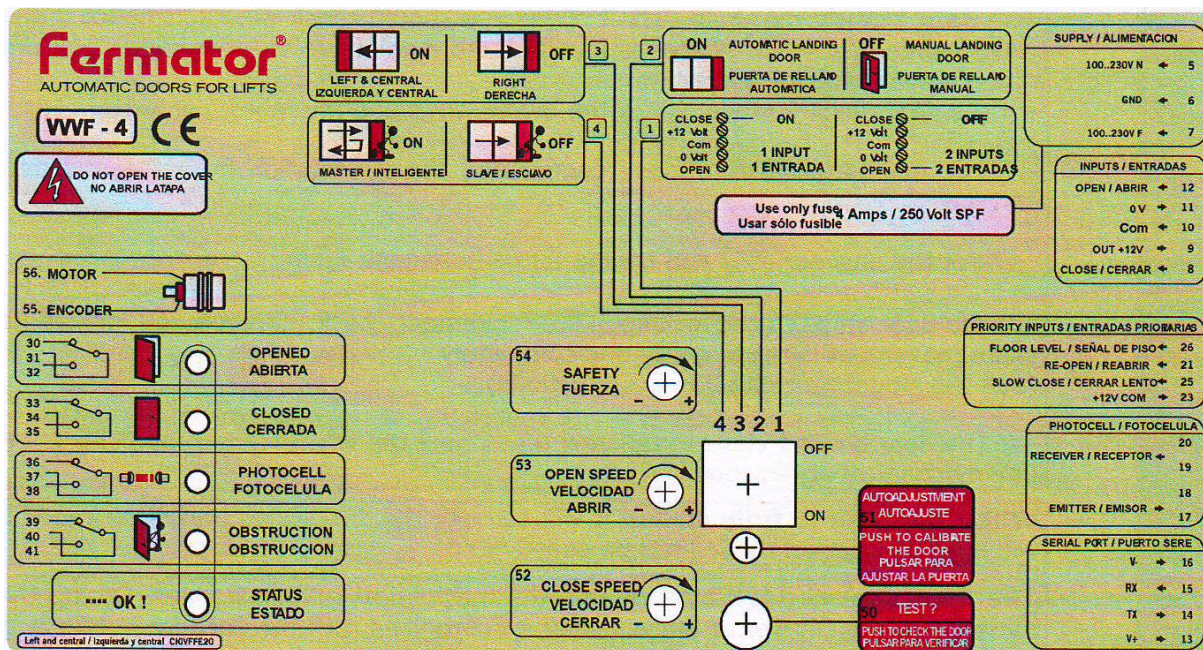 Fermator®
AUTOMATIC DOORS FOR LIFTS
VVVF - 4 CE
DO NOT OPEN THE COVER
NO ABRIR LATAPA
ON
LEFT & CENTRAL
IZQUIERDA Y CENTRAL
OFF
RIGHT
DERECHA
3
ON
MASTER / INTELIGENTE
OFF
SLAVE / ESCIAVO
4
2
ON
AUTOMATIC LANDING
DOOR
PUERTA DE RELLANO
AUTOMATICA
OFF
MANUAL LANDING
DOOR
PUERTA DE RELLANO
MANUAL
1
CLOSE
+12 Volt
Com
0 Volt
OPEN
ON
1 INPUT
1 ENTRADA
CLOSE
+12 Volt
Com
0 Volt
OPEN
OFF
2 INPUTS
2 ENTRADAS
Use only fuse
Usar sólo fusible
4 Amps / 250 Volt SPF
SUPPLY / ALIMENTACION
100..230V N ← 5
GND ← 6
100..230V F ← 7
INPUTS / ENTRADAS
OPEN / ABRIR ← 12
0 V → 11
Com ← 10
OUT +12V → 9
CLOSE / CERRAR ← 8
PRIORITY INPUTS / ENTRADAS PRIORIARIAS
FLOOR LEVEL / SEÑAL DE PISO ← 26
RE-OPEN / REABRIR ← 21
SLOW CLOSE / CERRAR LENTO ← 25
+12V COM → 23
PHOTOCELL / FOTOCELULA
20
RECEIVER / RECEPTOR ←
19
18
EMITTER / EMISOR →
17
SERIAL PORT / PUERTO SERE
V- → 16
RX ← 15
TX → 14
V+ → 13
56. MOTOR
55. ENCODER
30
31
32
OPENED
ABIERTA
33
34
35
CLOSED
CERRADA
36
37
38
PHOTOCELL
FOTOCELULA
39
40
41
OBSTRUCTION
OBSTRUCCION
···· OK !
STATUS
ESTADO
Left and central / Izquierda y central
54
SAFETY
FUERZA
− +
53
OPEN SPEED
VELOCIDAD
ABRIR
− +
52
CLOSE SPEED
VELOCIDAD
CERRAR
− +
4 3 2 1
OFF
ON
AUTOADJUSTMENT
AUTOAJUSTE
51
PUSH TO CALIBRATE
THE DOOR
PULSAR PARA
AJUSTAR LA PUERTA
TEST ?
50
PUSH TO CHECK THE DOOR
PULSAR PARA VERIFICAR